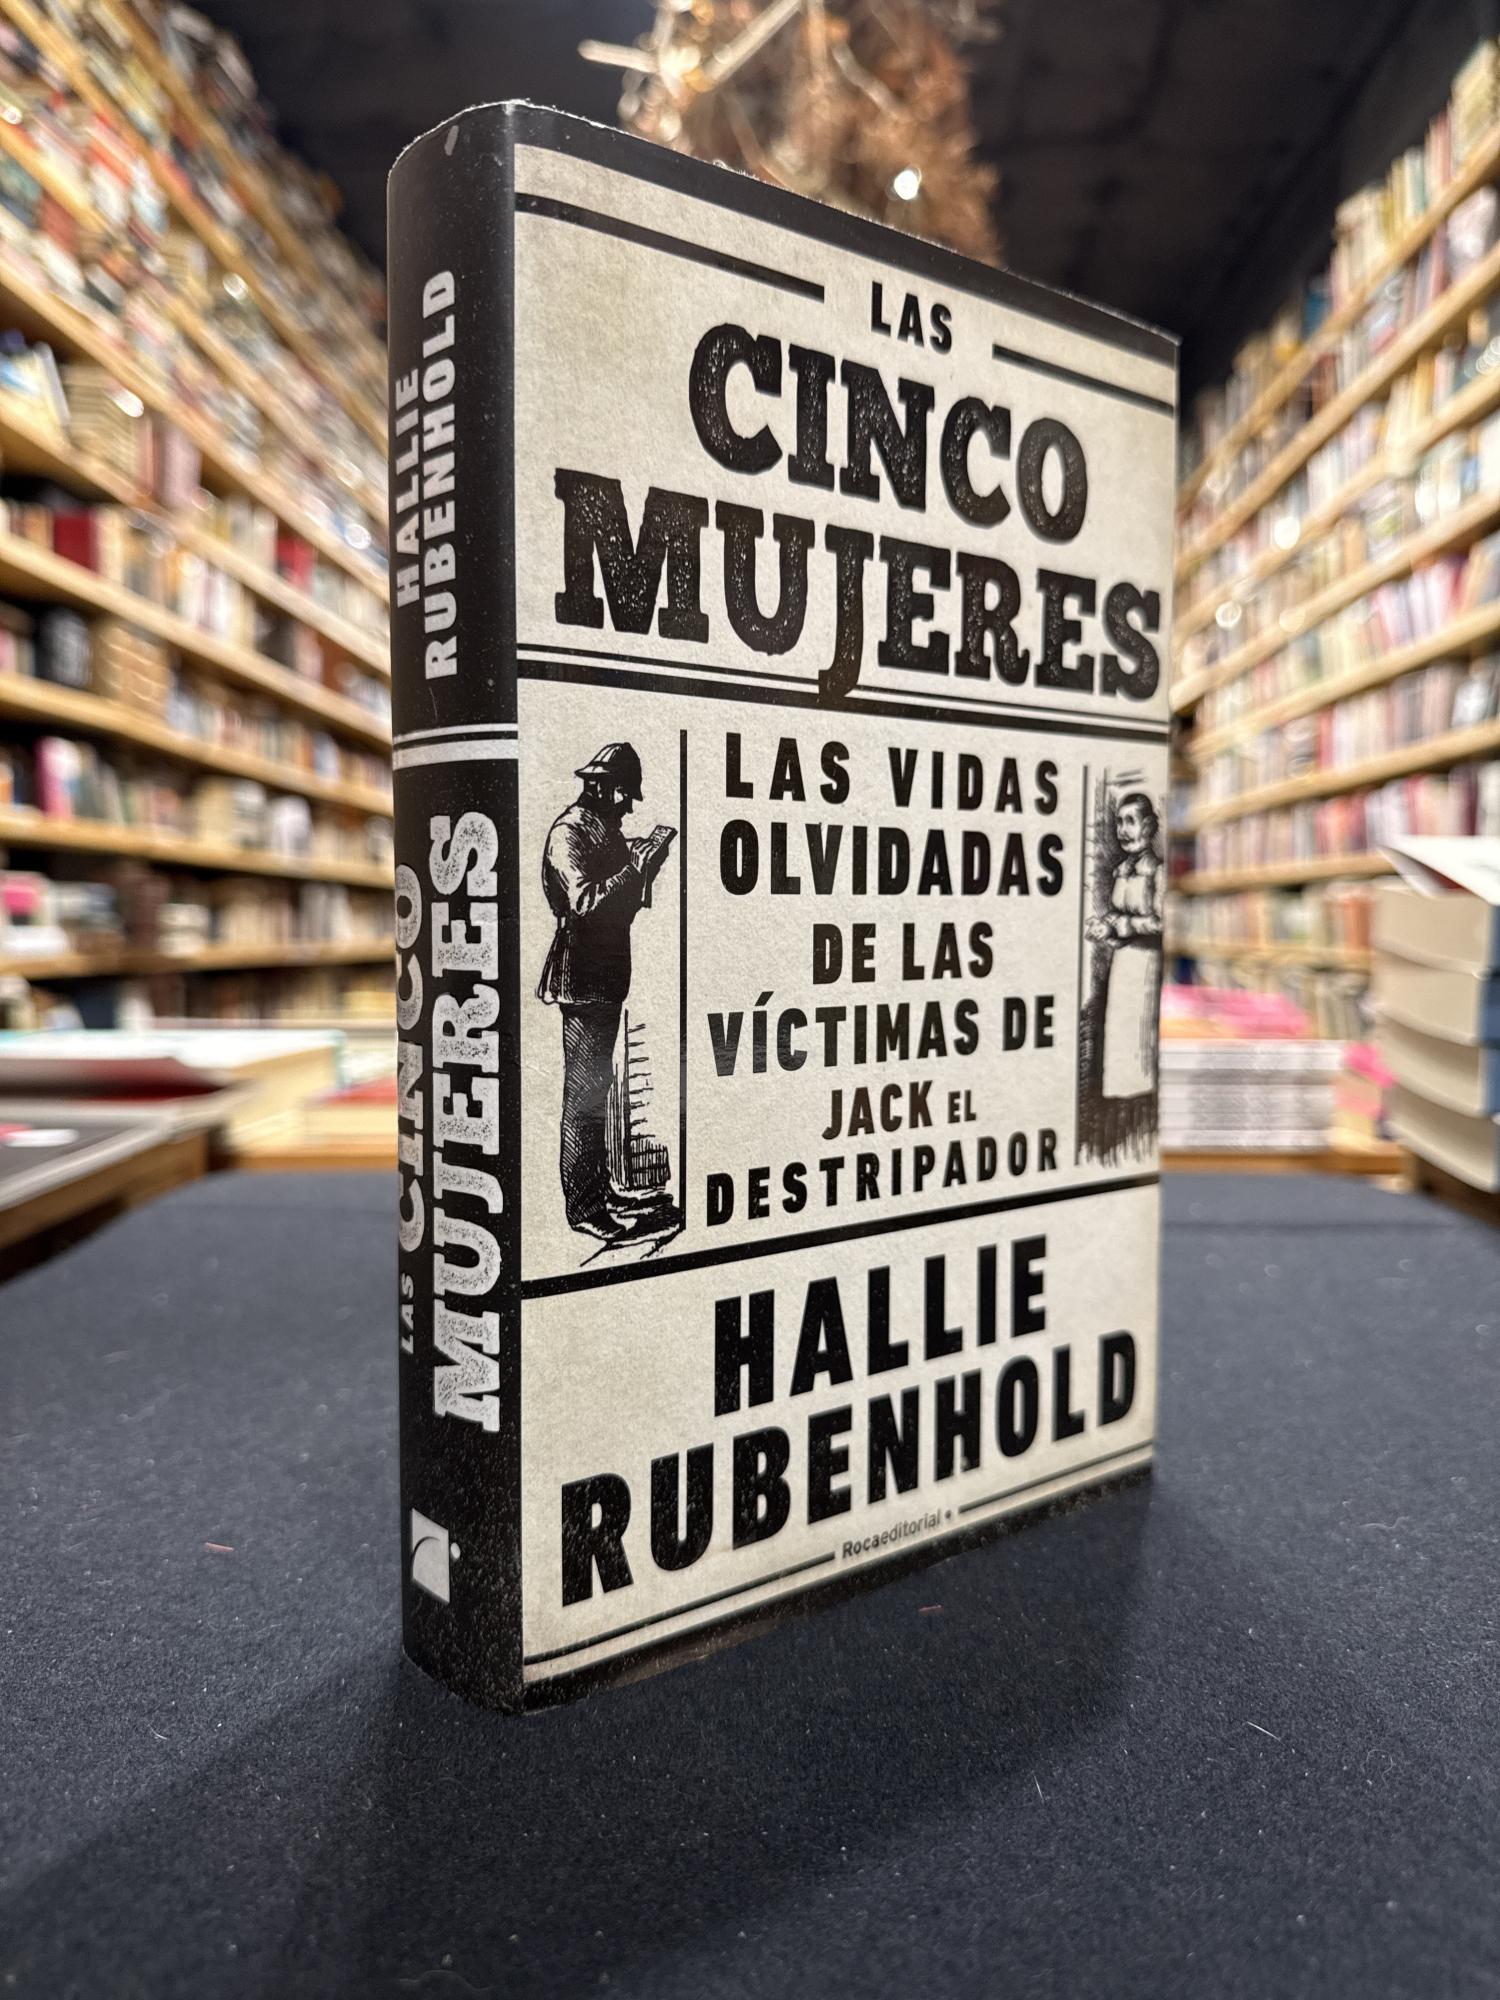 HALLIE
RUBENHOLD
LAS CINCO
MUJERES
LAS
CINCO
MUJERES
LAS VIDAS
OLVIDADAS
DE LAS
VÍCTIMAS DE
JACK EL
DESTRIPADOR
HALLIE
RUBENHOLD
Rocaeditorial